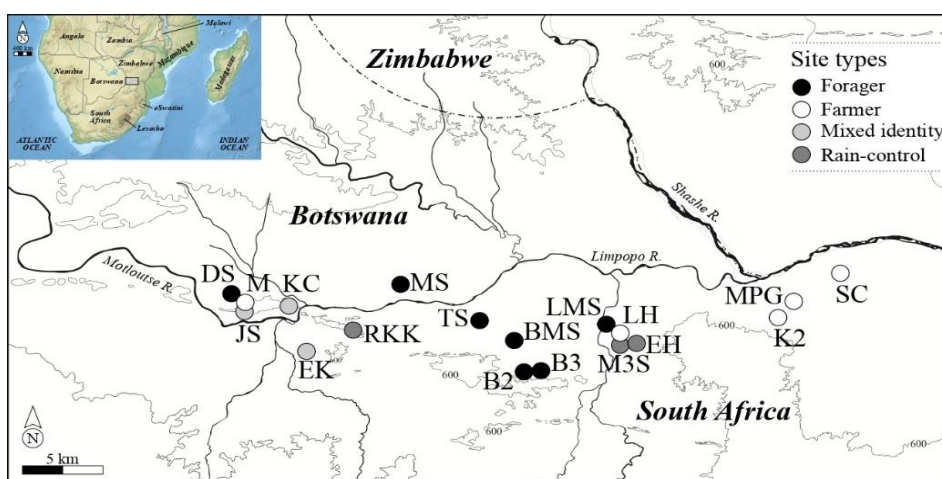 Malawi
Angola
Zambia
400 km
N
Zimbabwe
Mozambique
Madagascar
Namibia
Botswana
eSwatini
South
Africa
Lesotho
ATLANTIC
OCEAN
INDIAN
OCEAN
Zimbabwe
600
Site types
Forager
Farmer
Mixed identity
Rain-control
Shashe R.
Botswana
Limpopo R.
Motloutse R.
DS
M
KC
MS
SC
MPG
JS
TS
LMS
LH
K2
RKK
BMS
EH
600
EK
B2
B3
M3S
600
600
South Africa
600
N
5 km